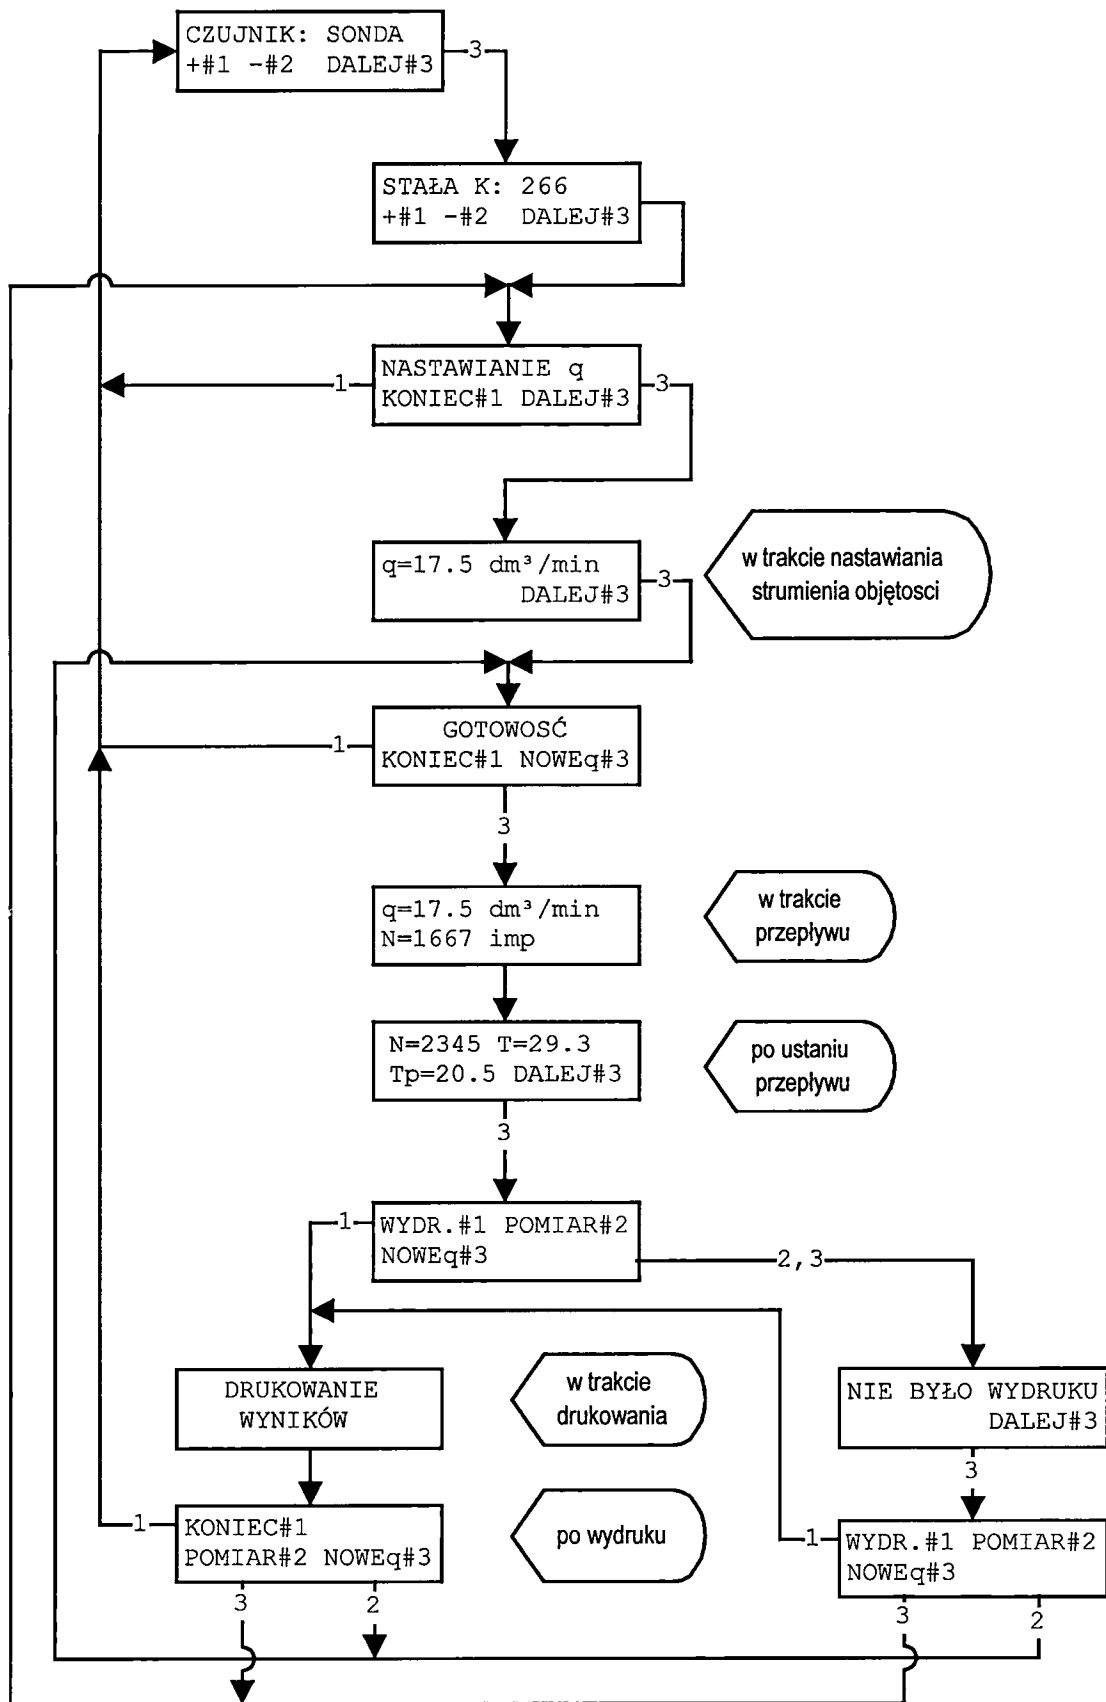 CZUJNIK: SONDA
+#1 -#2 DALEJ#3
3
STAŁA K: 266
+#1 -#2 DALEJ#3
NASTAWIANIE q
KONIEC#1 DALEJ#3
1
3
q=17.5 dm³/min
DALEJ#3
3
w trakcie nastawiania
strumienia objętosci
GOTOWOŚĆ
KONIEC#1 NOWEq#3
1
3
q=17.5 dm³/min
N=1667 imp
w trakcie
przepływu
N=2345 T=29.3
Tp=20.5 DALEJ#3
po ustaniu
przepływu
3
WYDR.#1 POMIAR#2
NOWEq#3
1
2,3
DRUKOWANIE
WYNIKÓW
w trakcie
drukowania
NIE BYŁO WYDRUKU
DALEJ#3
3
KONIEC#1
POMIAR#2 NOWEq#3
1
po wydruku
1
WYDR.#1 POMIAR#2
NOWEq#3
3
2
3
2